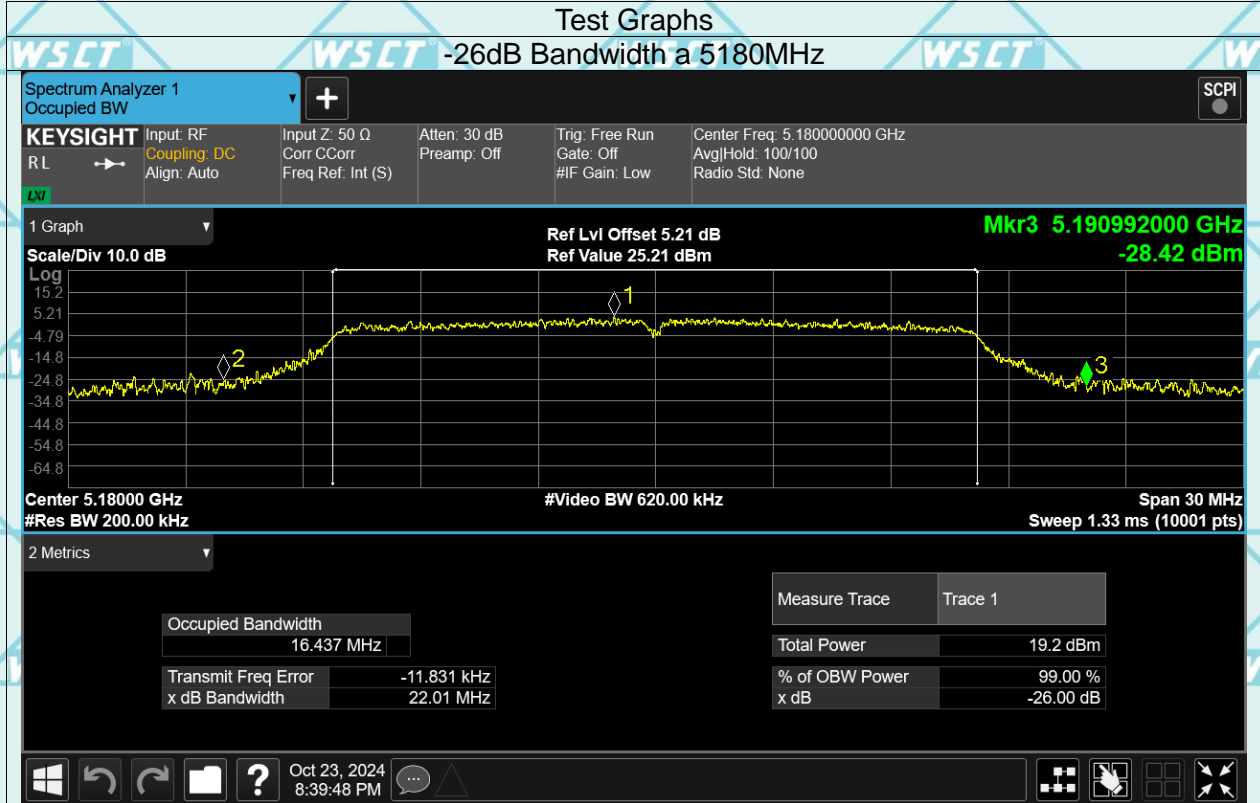 Test Graphs
WSCT® WSCT® -26dB Bandwidth a 5180MHz WSCT® W
Spectrum Analyzer 1
Occupied BW
+
SCPI
KEYSIGHT
R L
LXI
Input: RF
Coupling: DC
Align: Auto
Input Z: 50 Ω
Corr CCorr
Freq Ref: Int (S)
Atten: 30 dB
Preamp: Off
Trig: Free Run
Gate: Off
#IF Gain: Low
Center Freq: 5.180000000 GHz
Avg|Hold: 100/100
Radio Std: None
1 Graph
Scale/Div 10.0 dB
Ref Lvl Offset 5.21 dB
Ref Value 25.21 dBm
Mkr3 5.190992000 GHz
-28.42 dBm
Log
15.2
5.21
-4.79
-14.8
-24.8
-34.8
-44.8
-54.8
-64.8
1
2
3
Center 5.18000 GHz
#Res BW 200.00 kHz
#Video BW 620.00 kHz
Span 30 MHz
Sweep 1.33 ms (10001 pts)
2 Metrics
Occupied Bandwidth
16.437 MHz
Transmit Freq Error -11.831 kHz
x dB Bandwidth 22.01 MHz
Measure Trace Trace 1
Total Power 19.2 dBm
% of OBW Power 99.00 %
x dB -26.00 dB
?
Oct 23, 2024
8:39:48 PM